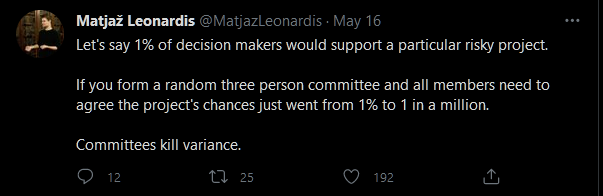 Matjaž Leonardis @MatjazLeonardis · May 16
Let's say 1% of decision makers would support a particular risky project.
If you form a random three person committee and all members need to
agree the project's chances just went from 1% to 1 in a million.
Committees kill variance.
12 25 192